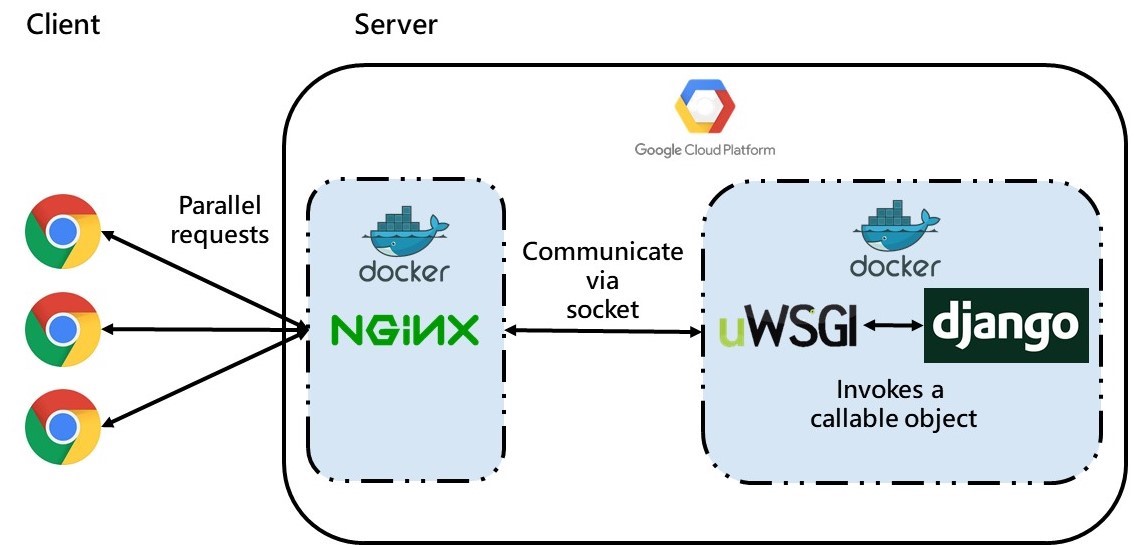 Client
Server
Google Cloud Platform
Parallel
requests
docker
NGiNX
Communicate
via
socket
docker
uWSGI
django
Invokes a
callable object